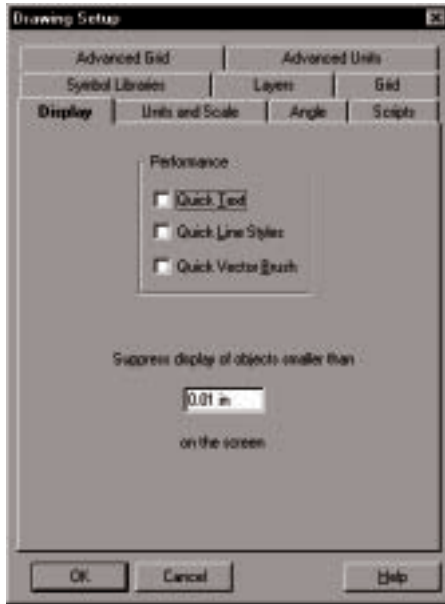 Drawing Setup
Advanced Grid Advanced Units
Symbol Libraries Layers Grid
Display Units and Scale Angle Scripts
Performance
Quick Text
Quick Line Styles
Quick Vector Brush
Suppress display of objects smaller than
0.01 in
on the screen
OK Cancel Help